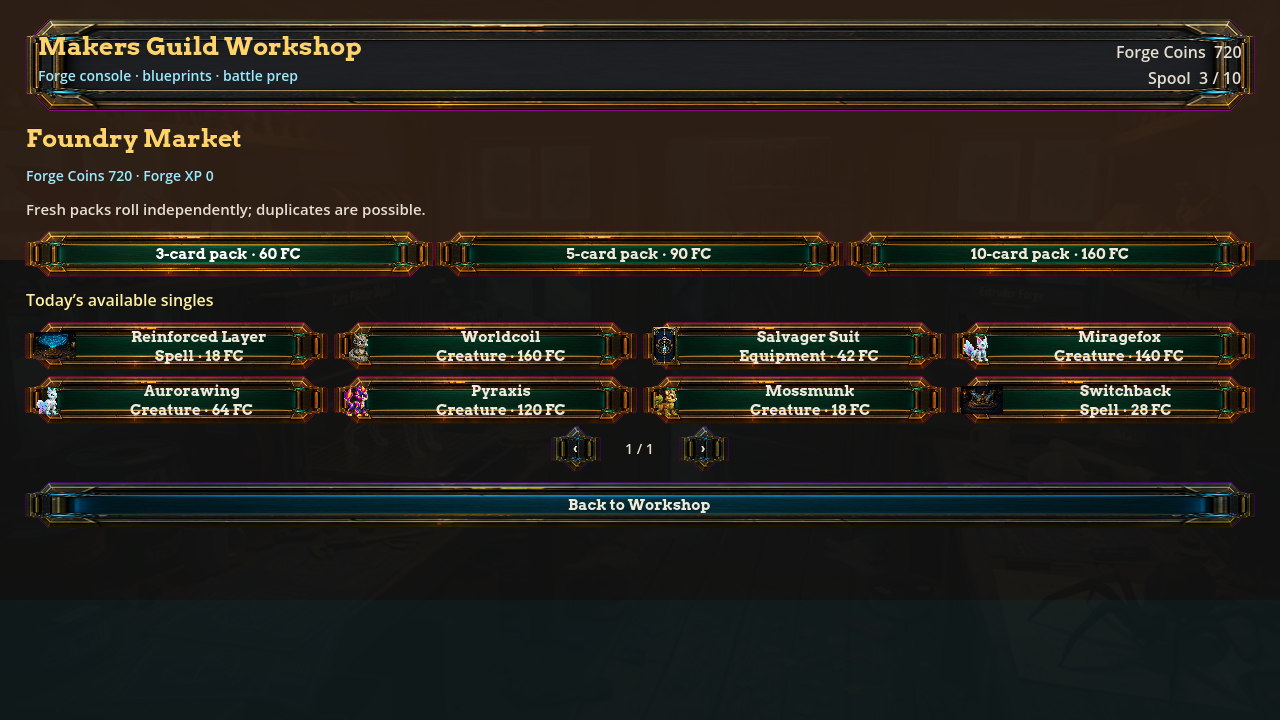 Makers Guild Workshop
Forge console · blueprints · battle prep
Forge Coins 720
Spool 3 / 10
Foundry Market
Forge Coins 720 · Forge XP 0
Fresh packs roll independently; duplicates are possible.
3-card pack · 60 FC
5-card pack · 90 FC
10-card pack · 160 FC
Today’s available singles
Reinforced Layer
Spell · 18 FC
Worldcoil
Creature · 160 FC
Salvager Suit
Equipment · 42 FC
Miragefox
Creature · 140 FC
Aurorawing
Creature · 64 FC
Pyraxis
Creature · 120 FC
Mossmunk
Creature · 18 FC
Switchback
Spell · 28 FC
‹ 1 / 1 ›
Back to Workshop